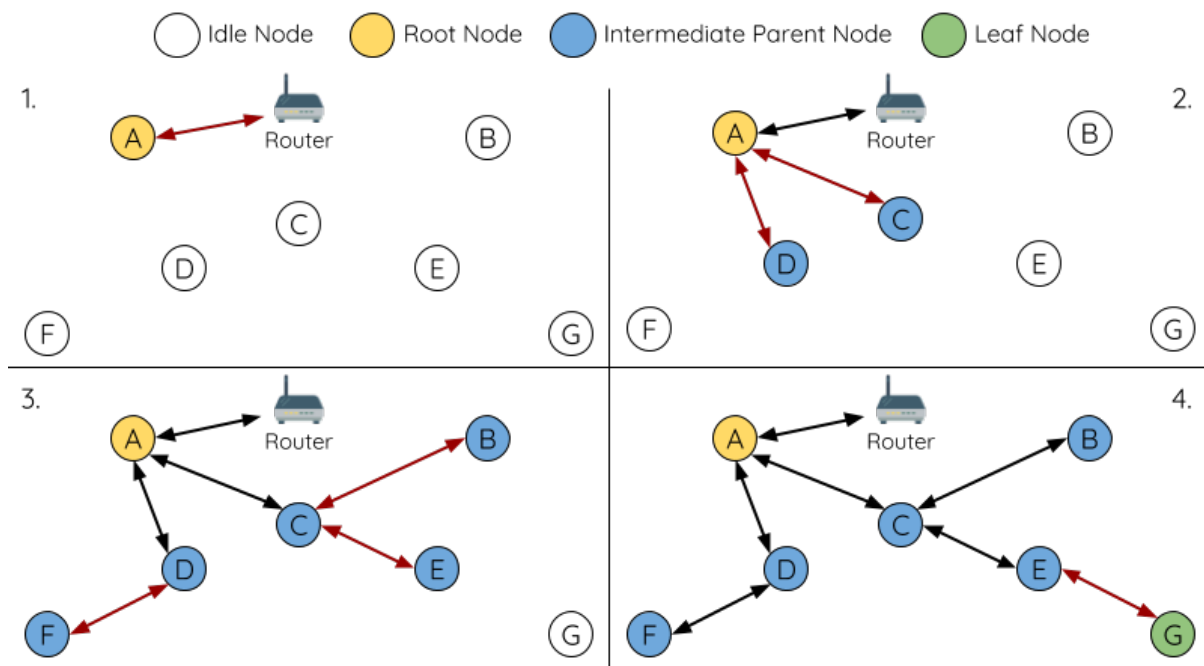 Idle Node Root Node Intermediate Parent Node Leaf Node
1.
A
Router
B
C
D
E
F
G
2.
A
Router
B
C
D
E
F
G
3.
A
Router
B
C
D
E
F
G
4.
A
Router
B
C
D
E
F
G